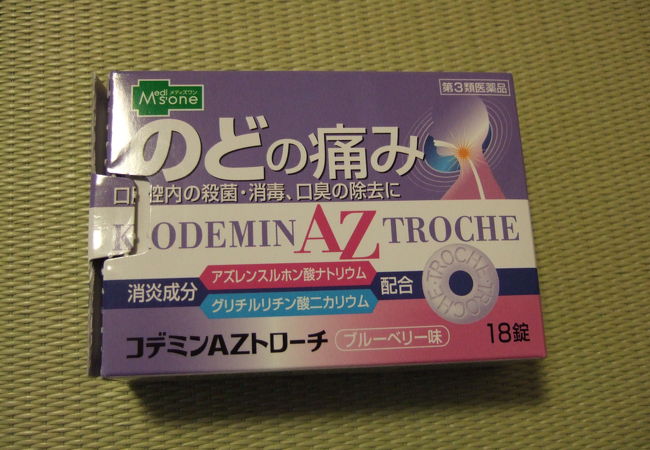 Medi メディズワン
Ms'one
第3類医薬品
のどの痛み
口腔内の殺菌・消毒、口臭の除去に
KODEMIN AZ TROCHE
消炎成分
アズレンスルホン酸ナトリウム
グリチルリチン酸二カリウム
配合
TROCHE・TROCHE
コデミンAZトローチ
ブルーベリー味
18錠